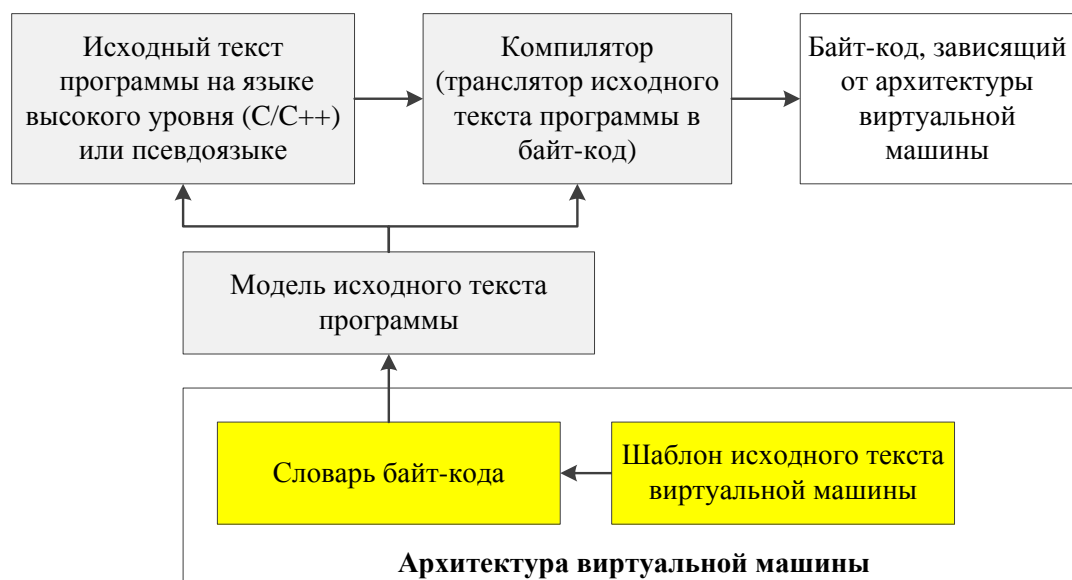 Исходный текст
программы на языке
высокого уровня (С/С++)
или псевдоязыке
Компилятор
(транслятор исходного
текста программы в
байт-код)
Байт-код, зависящий
от архитектуры
виртуальной
машины
Модель исходного текста
программы
Словарь байт-кода
Шаблон исходного текста
виртуальной машины
Архитектура виртуальной машины